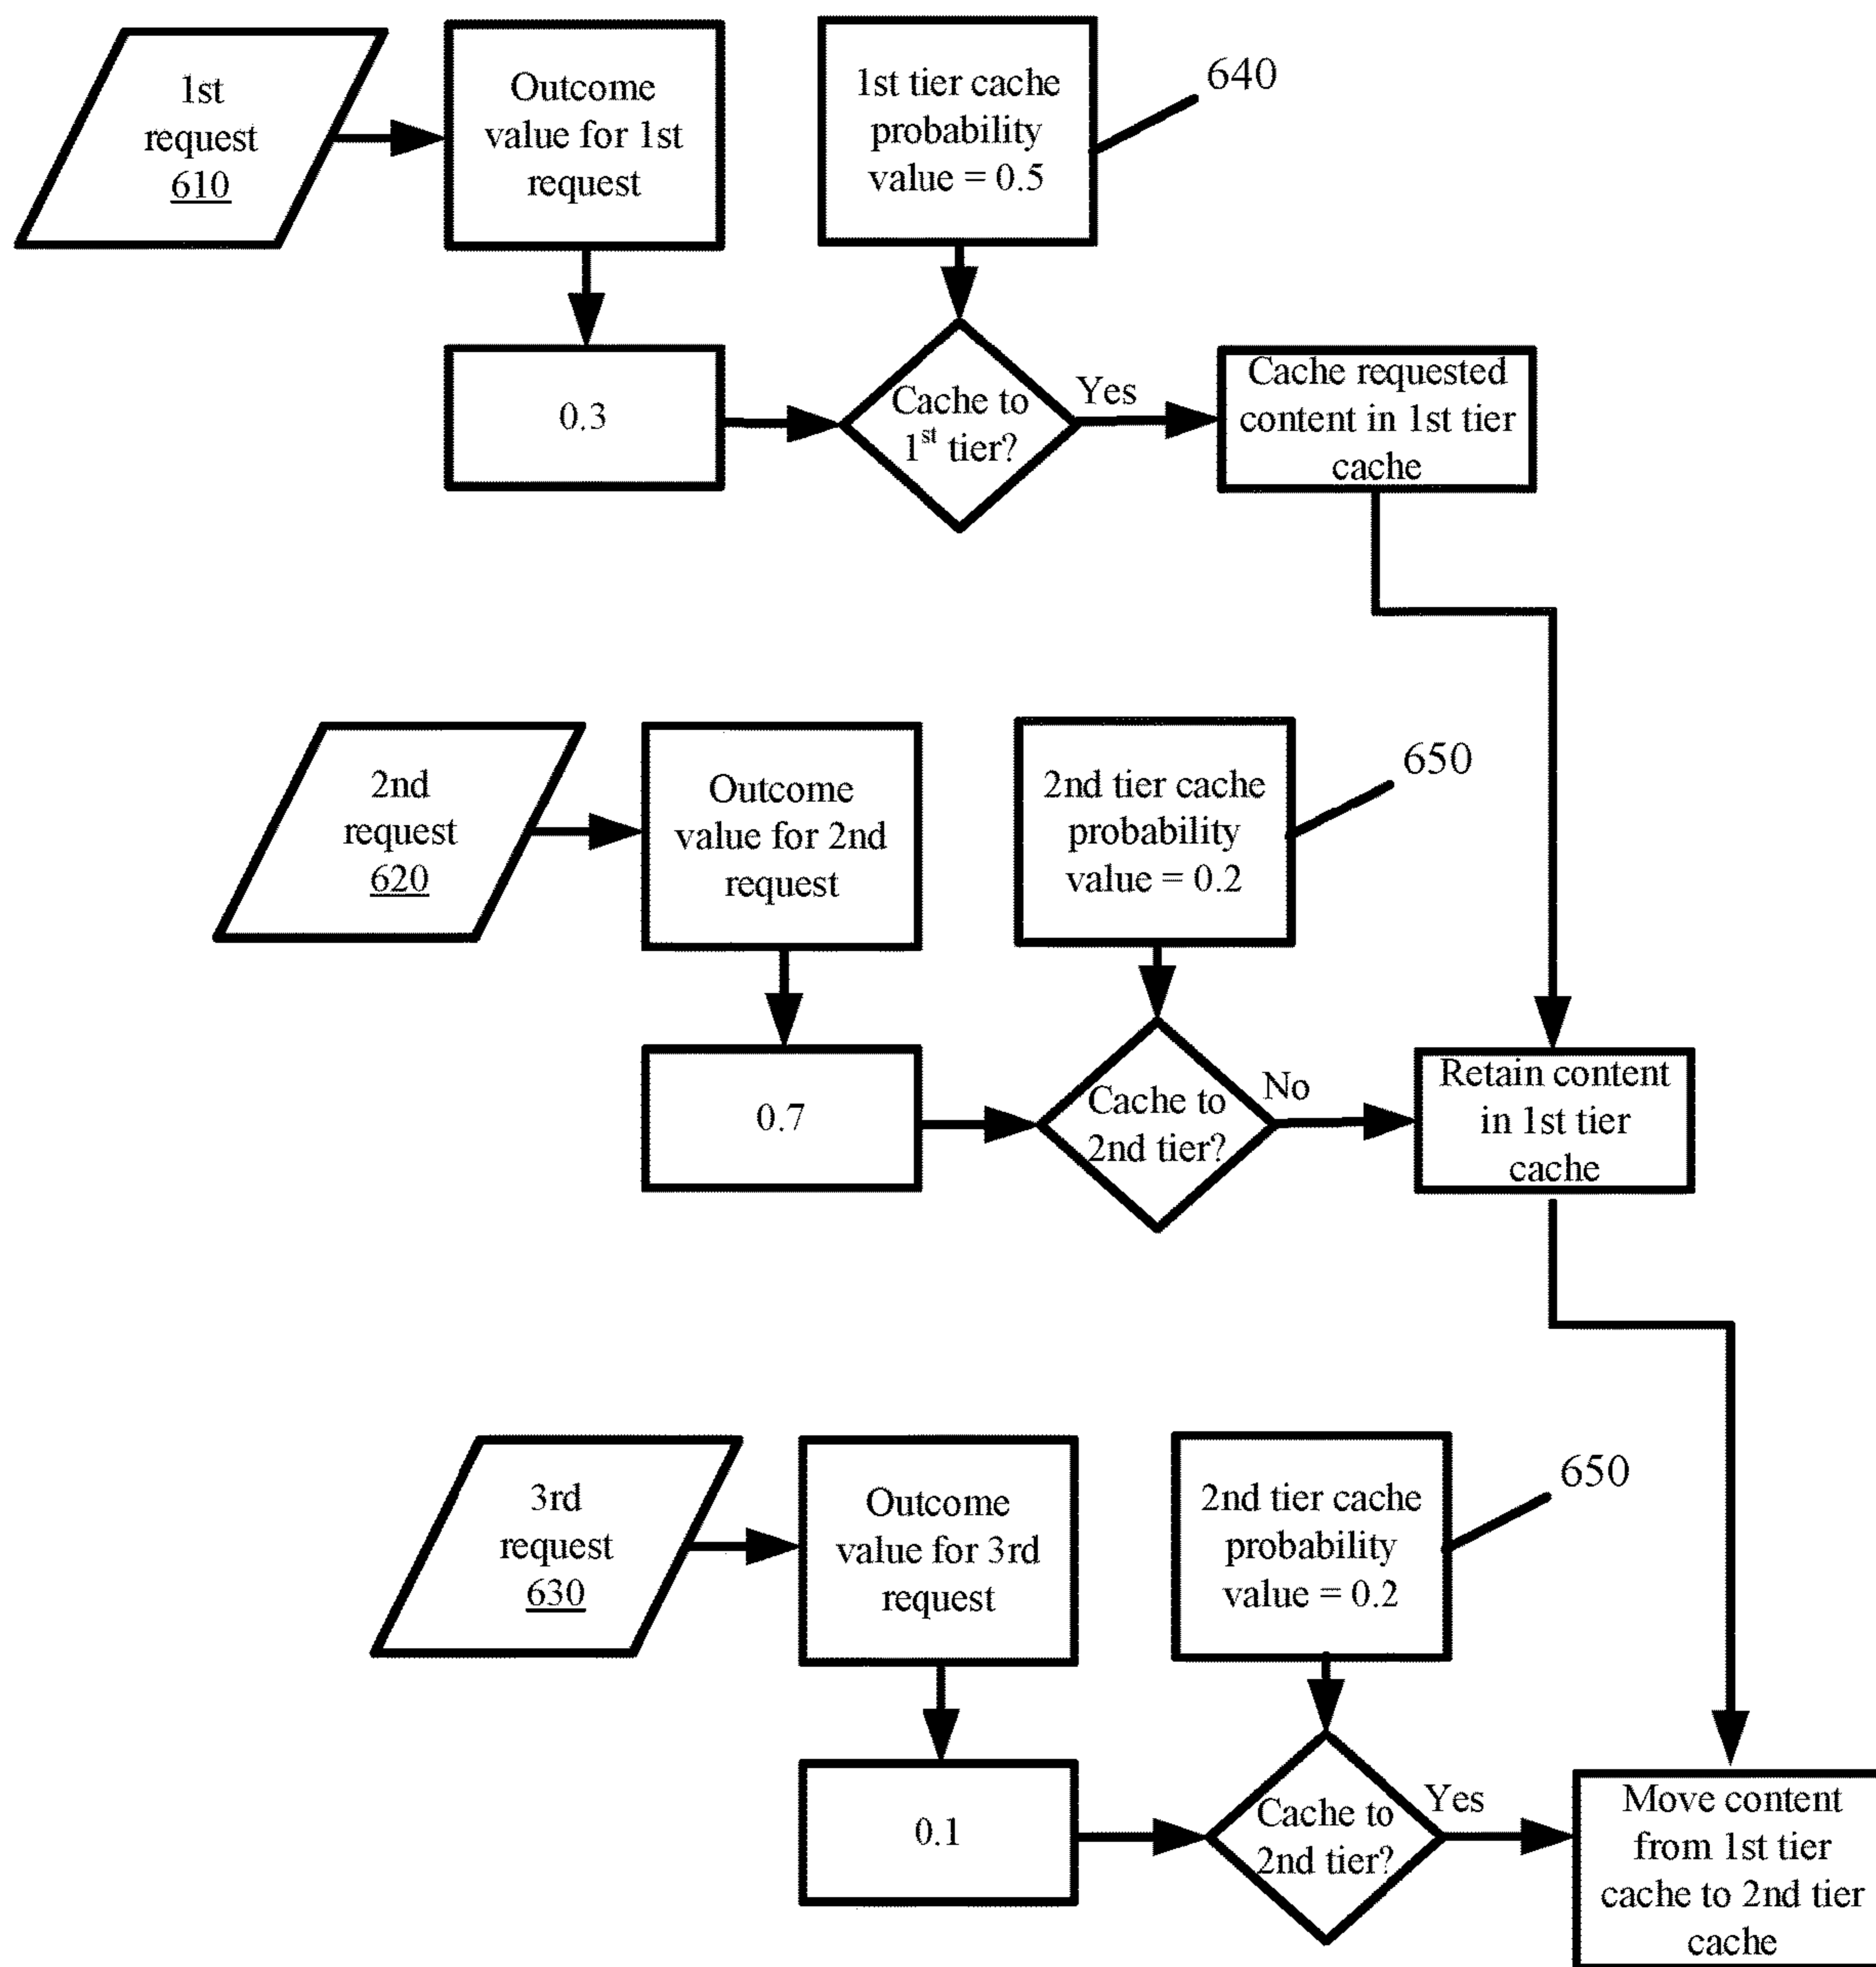 1st
request
610
Outcome
value for 1st
request
1st tier cache
probability
value = 0.5
640
0.3
Cache to
1st tier?
Yes
Cache requested
content in 1st tier
cache
2nd
request
620
Outcome
value for 2nd
request
2nd tier cache
probability
value = 0.2
650
0.7
Cache to
2nd tier?
No
Retain content
in 1st tier
cache
3rd
request
630
Outcome
value for 3rd
request
2nd tier cache
probability
value = 0.2
650
0.1
Cache to
2nd tier?
Yes
Move content
from 1st tier
cache to 2nd tier
cache